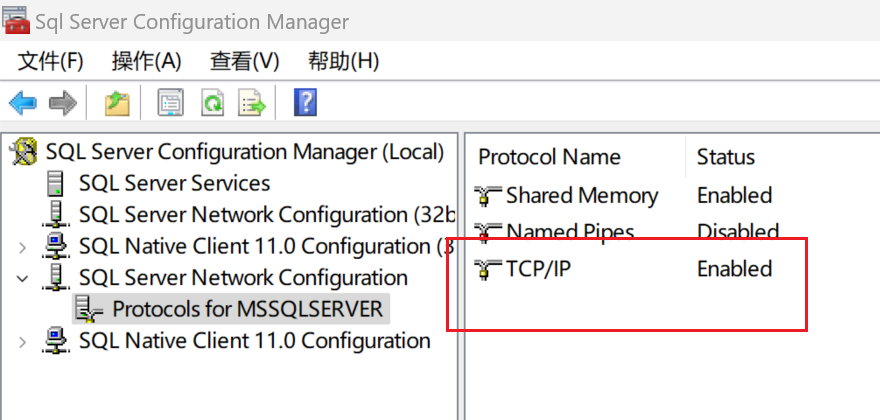 Sql Server Configuration Manager
文件(F) 操作(A) 查看(V) 帮助(H)
SQL Server Configuration Manager (Local)
SQL Server Services
SQL Server Network Configuration (32b
SQL Native Client 11.0 Configuration (3
SQL Server Network Configuration
Protocols for MSSQLSERVER
SQL Native Client 11.0 Configuration
Protocol Name Status
Shared Memory Enabled
Named Pipes Disabled
TCP/IP Enabled